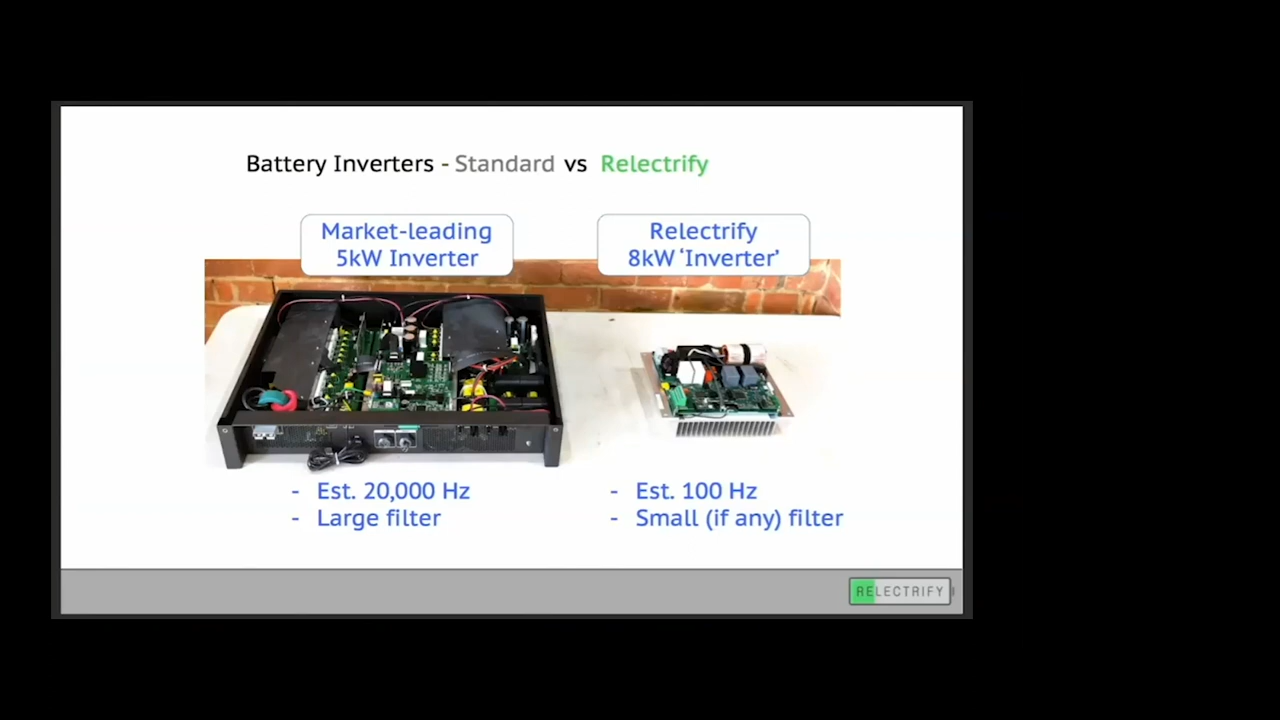 Battery Inverters - Standard vs Relectrify
Market-leading
5kW Inverter
Relectrify
8kW ‘Inverter’
- Est. 20,000 Hz
- Large filter
- Est. 100 Hz
- Small (if any) filter
RELECTRIFY